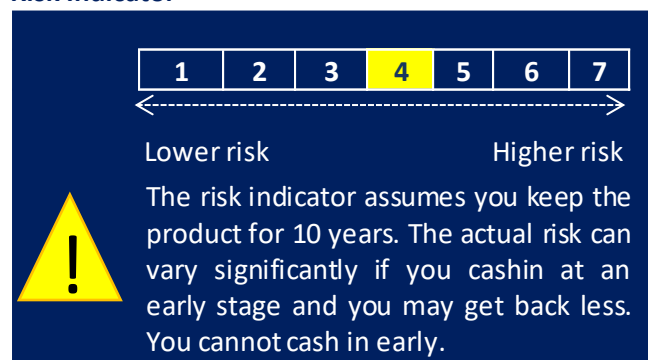 1 2 3 4 5 6 7
Lower risk Higher risk
The risk indicator assumes you keep the
product for 10 years. The actual risk can
vary significantly if you cashin at an
early stage and you may get back less.
You cannot cash in early.
!